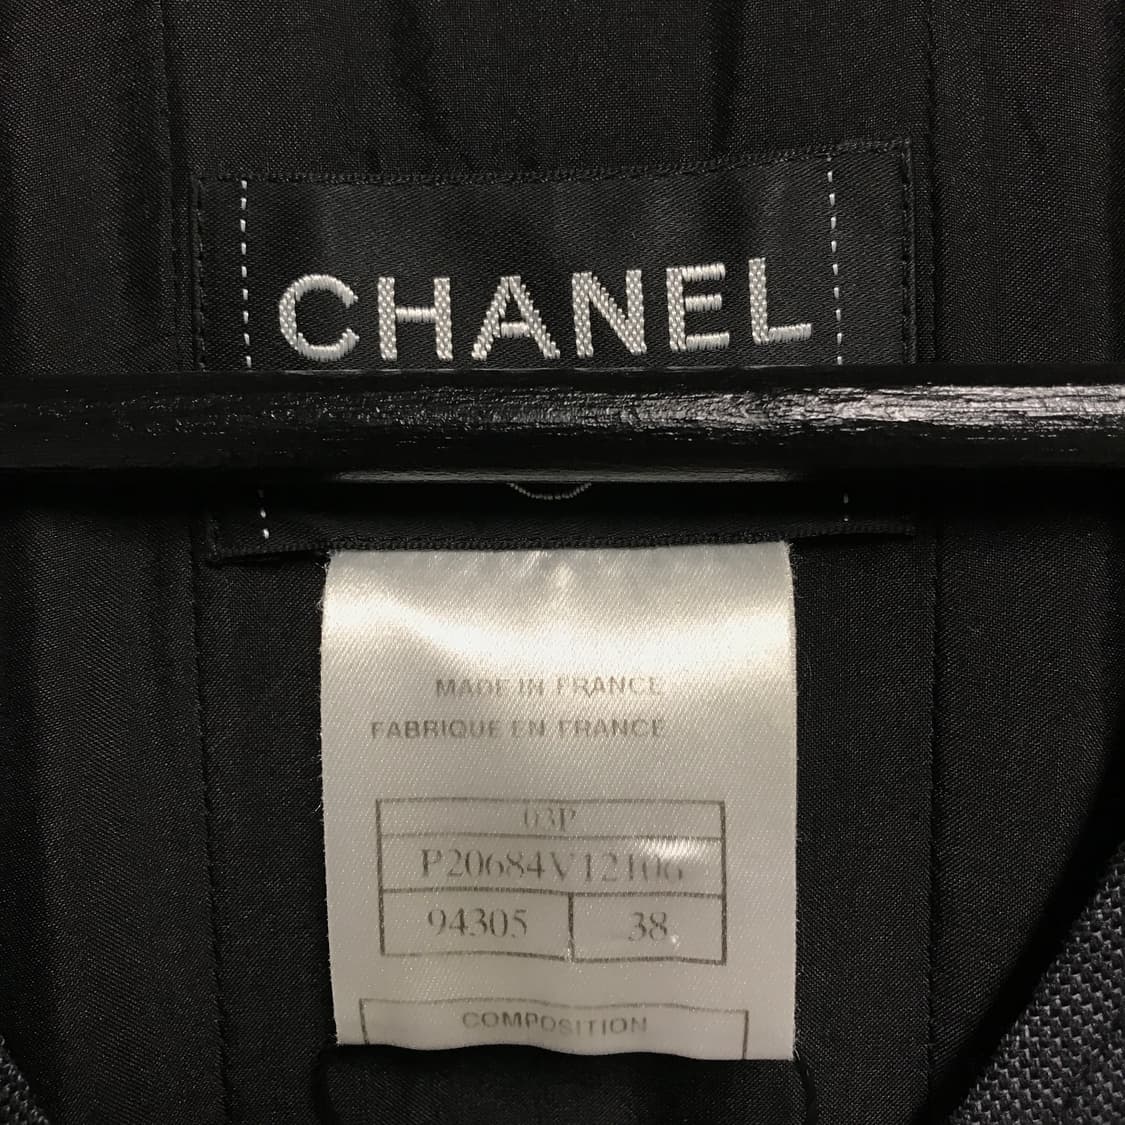 CHANEL
MADE IN FRANCE
FABRIQUE EN FRANCE
03P
P20684V12106
94305 38
COMPOSITION